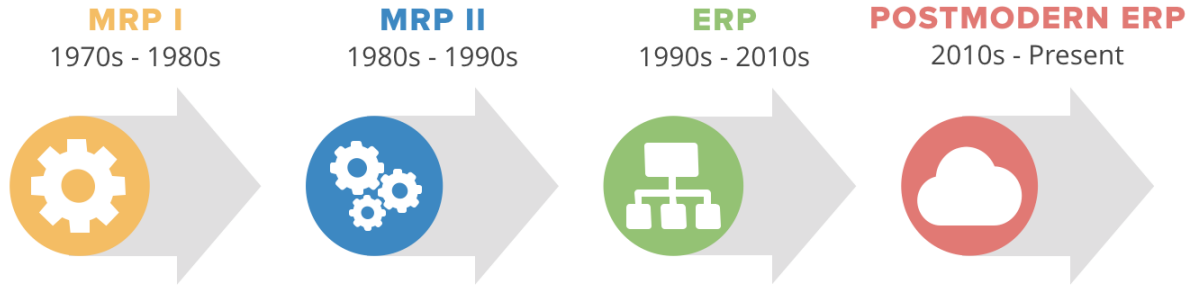 MRP I
1970s - 1980s
MRP II
1980s - 1990s
ERP
1990s - 2010s
POSTMODERN ERP
2010s - Present